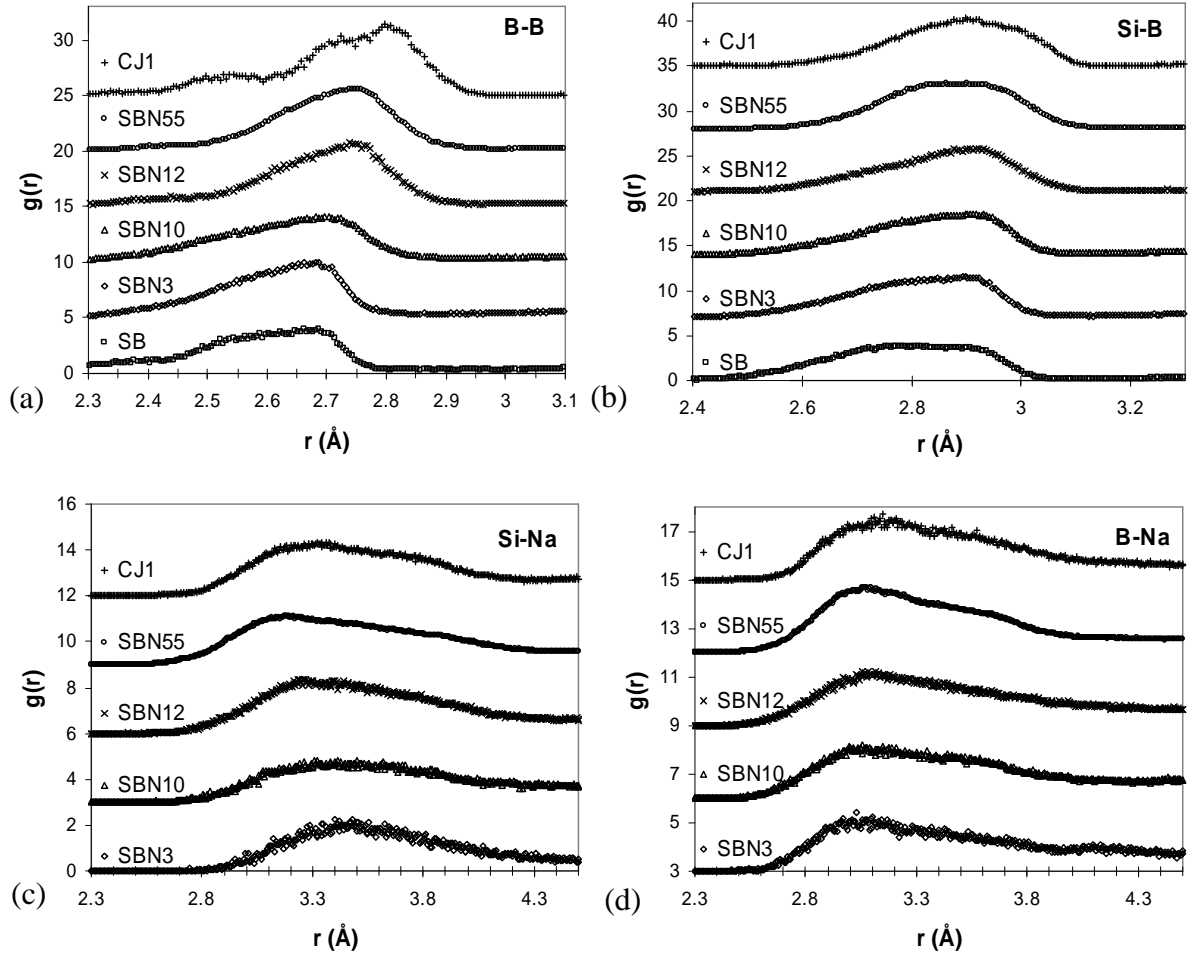 B-B
g(r)
30
25
20
15
10
5
0
CJ1
SBN55
SBN12
SBN10
SBN3
SB
2.3 2.4 2.5 2.6 2.7 2.8 2.9 3 3.1
r (Å)
(a)
Si-B
g(r)
40
35
30
25
20
15
10
5
0
CJ1
SBN55
SBN12
SBN10
SBN3
SB
2.4 2.6 2.8 3 3.2
r (Å)
(b)
Si-Na
g(r)
16
14
12
10
8
6
4
2
0
CJ1
SBN55
SBN12
SBN10
SBN3
2.3 2.8 3.3 3.8 4.3
r (Å)
(c)
B-Na
g(r)
17
15
13
11
9
7
5
3
CJ1
SBN55
SBN12
SBN10
SBN3
2.3 2.8 3.3 3.8 4.3
r (Å)
(d)